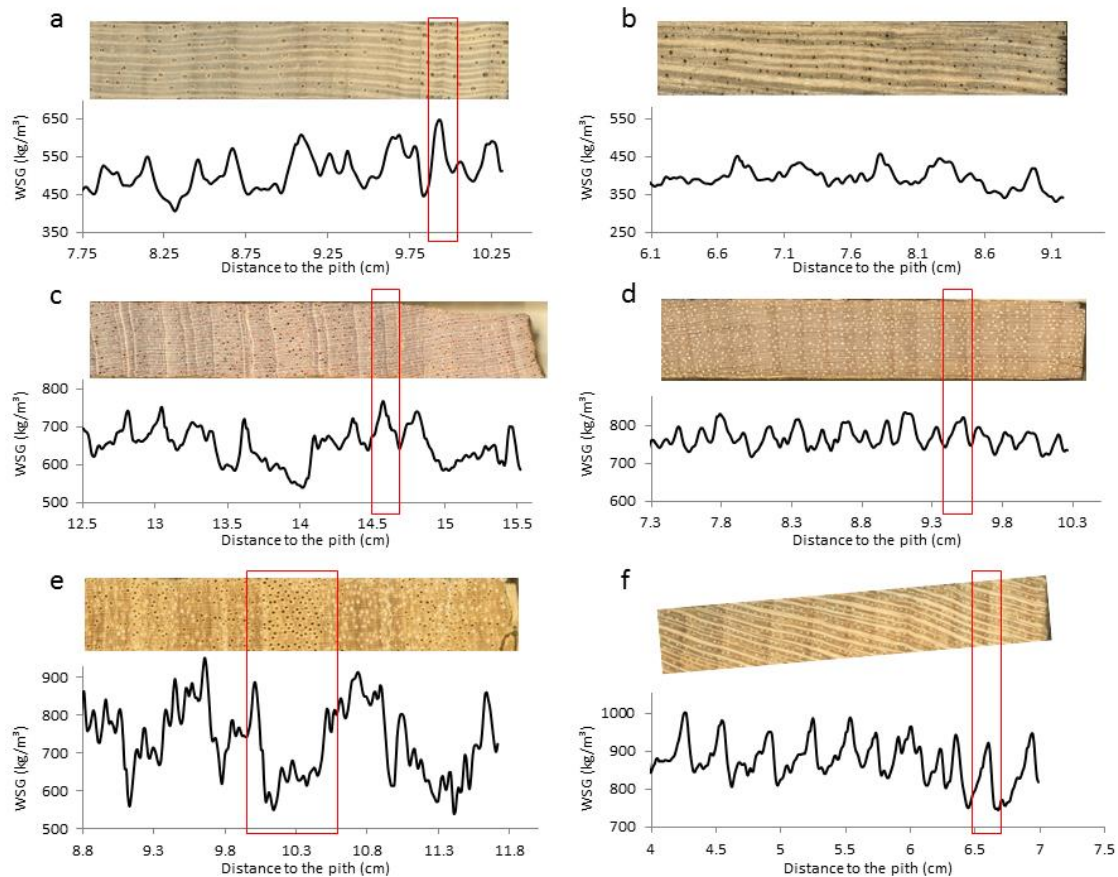 a
WSG (kg/m³)
650
550
450
350
7.75 8.25 8.75 9.25 9.75 10.25
Distance to the pith (cm)
b
WSG (kg/m³)
550
450
350
250
6.1 6.6 7.1 7.6 8.1 8.6 9.1
Distance to the pith (cm)
c
WSG (kg/m³)
800
700
600
500
12.5 13 13.5 14 14.5 15 15.5
Distance to the pith (cm)
d
WSG (kg/m³)
800
700
600
7.3 7.8 8.3 8.8 9.3 9.8 10.3
Distance to the pith (cm)
e
WSG (kg/m³)
900
800
700
600
500
8.8 9.3 9.8 10.3 10.8 11.3 11.8
Distance to the pith (cm)
f
WSG (kg/m³)
1000
900
800
700
4 4.5 5 5.5 6 6.5 7 7.5
Distance to the pith (cm)